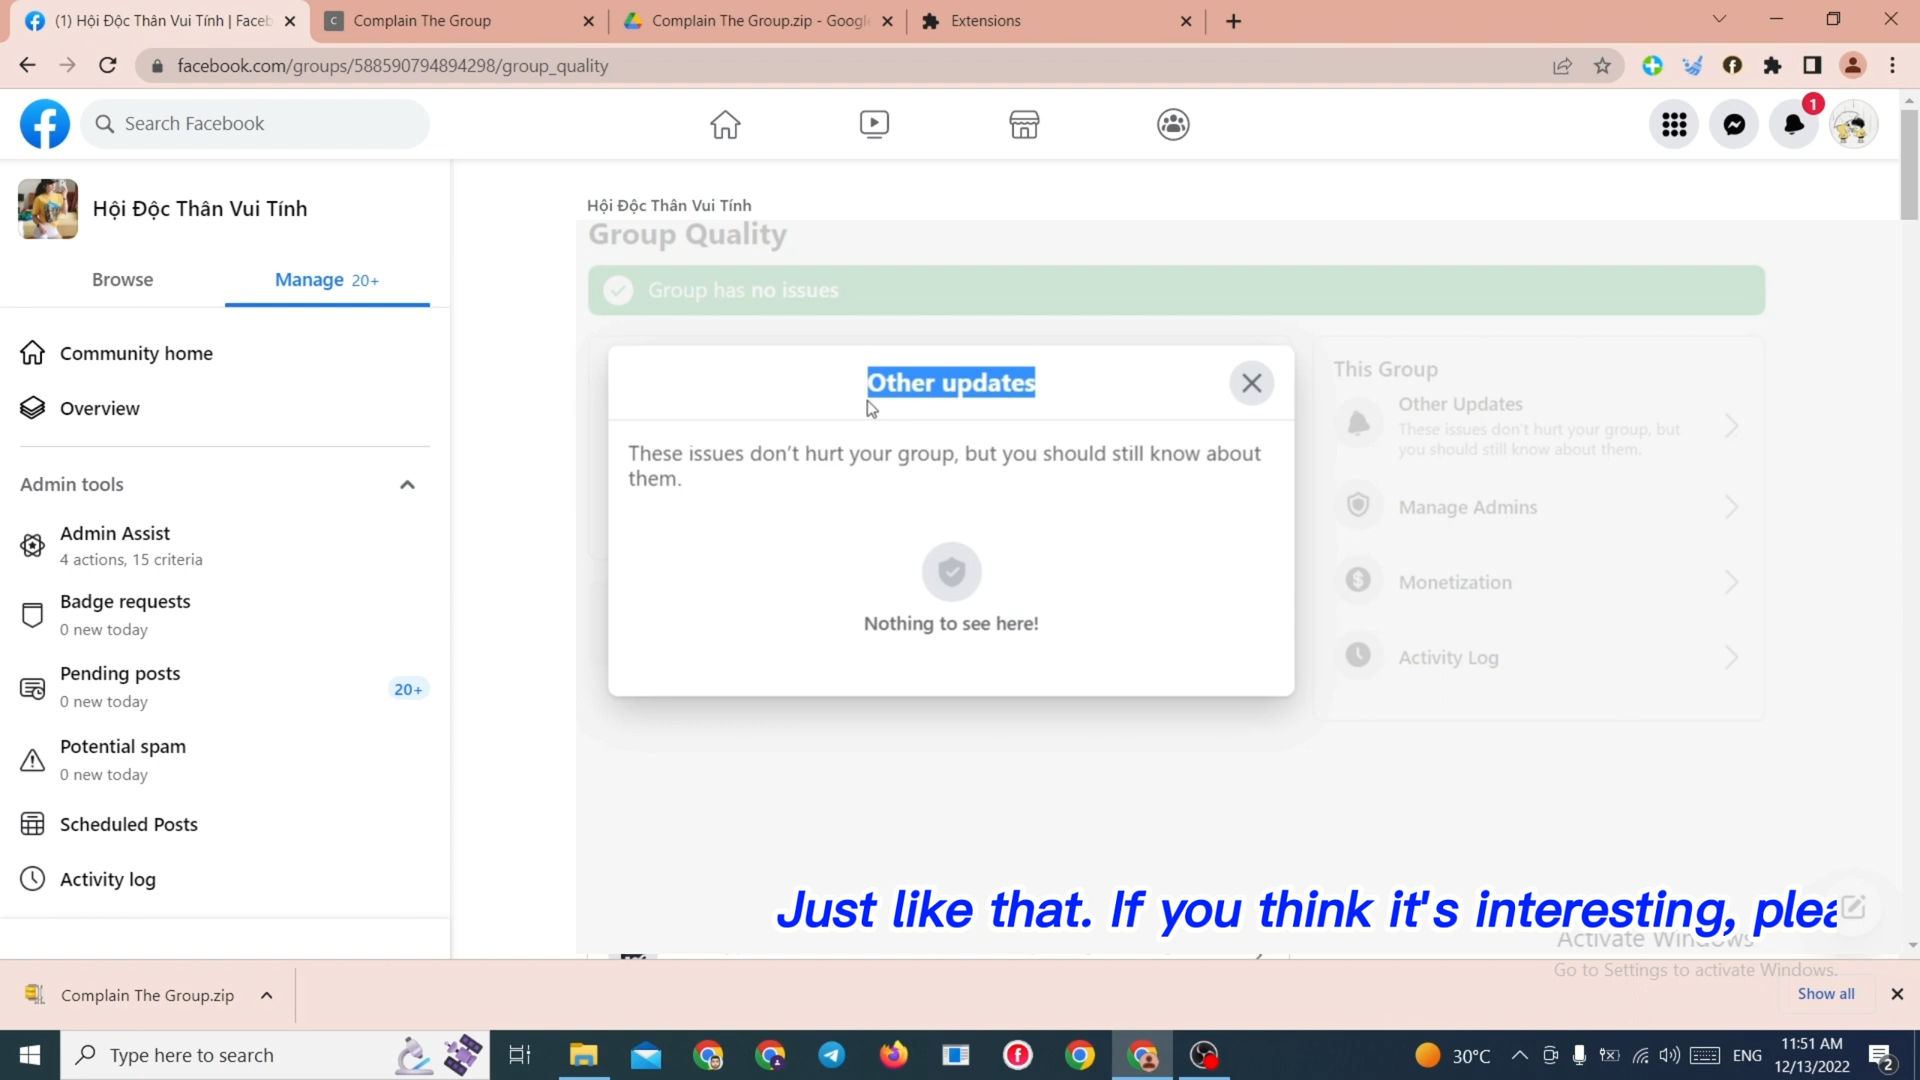 (1) Hội Độc Thân Vui Tính | Faceb
Complain The Group
Complain The Group.zip - Google
Extensions
facebook.com/groups/588590794894298/group_quality
Search Facebook
1
Hội Độc Thân Vui Tính
Browse
Manage 20+
Community home
Overview
Admin tools
Admin Assist
4 actions, 15 criteria
Badge requests
0 new today
Pending posts
0 new today
20+
Potential spam
0 new today
Scheduled Posts
Activity log
Hội Độc Thân Vui Tính
Group Quality
Group has no issues
Other updates
These issues don't hurt your group, but you should still know about
them.
Nothing to see here!
This Group
Other Updates
These issues don't hurt your group, but
you should still know about them.
Manage Admins
Monetization
Activity Log
Just like that. If you think it's interesting, plea
Activate Windows
Go to Settings to activate Windows.
Complain The Group.zip
Show all
Type here to search
30°C
ENG
11:51 AM
12/13/2022
2